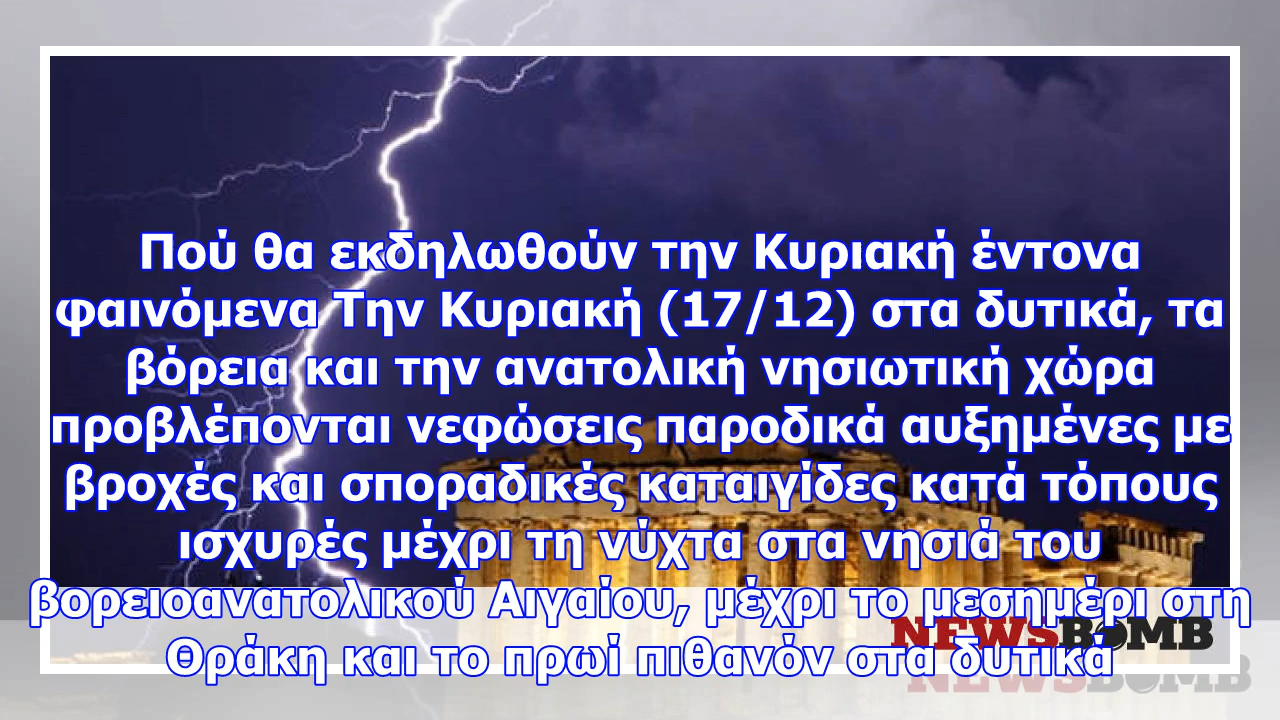 Πού θα εκδηλωθούν την Κυριακή έντονα
φαινόμενα Την Κυριακή (17/12) στα δυτικά, τα
βόρεια και την ανατολική νησιωτική χώρα
προβλέπονται νεφώσεις παροδικά αυξημένες με
βροχές και σποραδικές καταιγίδες κατά τόπους
ισχυρές μέχρι τη νύχτα στα νησιά του
βορειοανατολικού Αιγαίου, μέχρι το μεσημέρι στη
Θράκη και το πρωί πιθανόν στα δυτικά
NEWSBOMB
NEWSBOMB